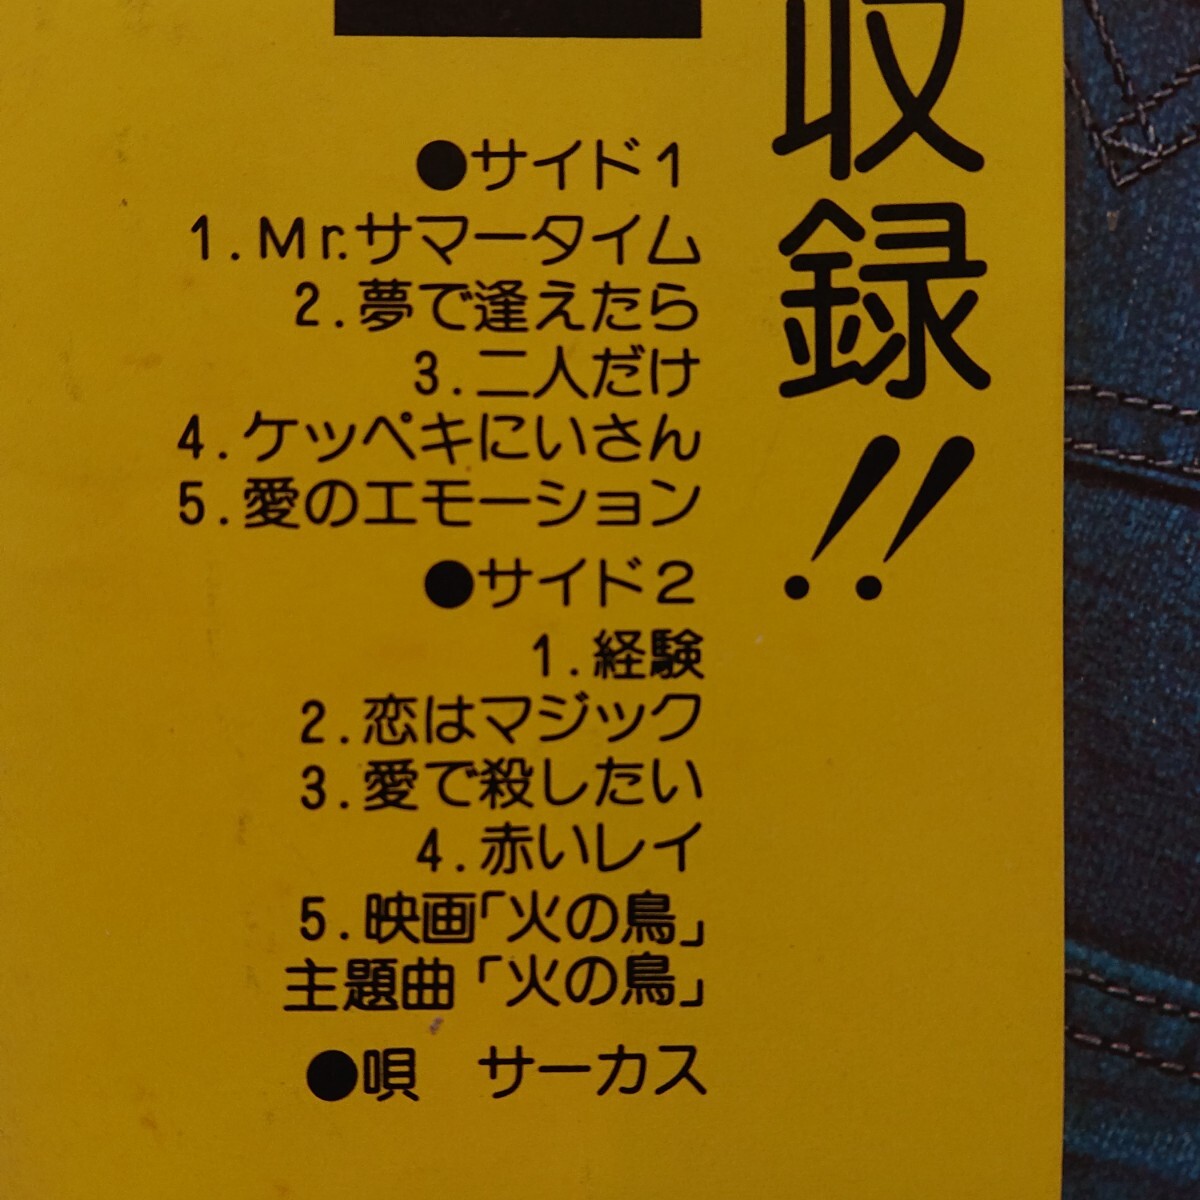 収録!!
●サイド1
1.Mr.サマータイム
2.夢で逢えたら
3.二人だけ
4.ケッペキにいさん
5.愛のエモーション
●サイド2
1.経験
2.恋はマジック
3.愛で殺したい
4.赤いレイ
5.映画「火の鳥」
主題曲「火の鳥」
●唄　サーカス